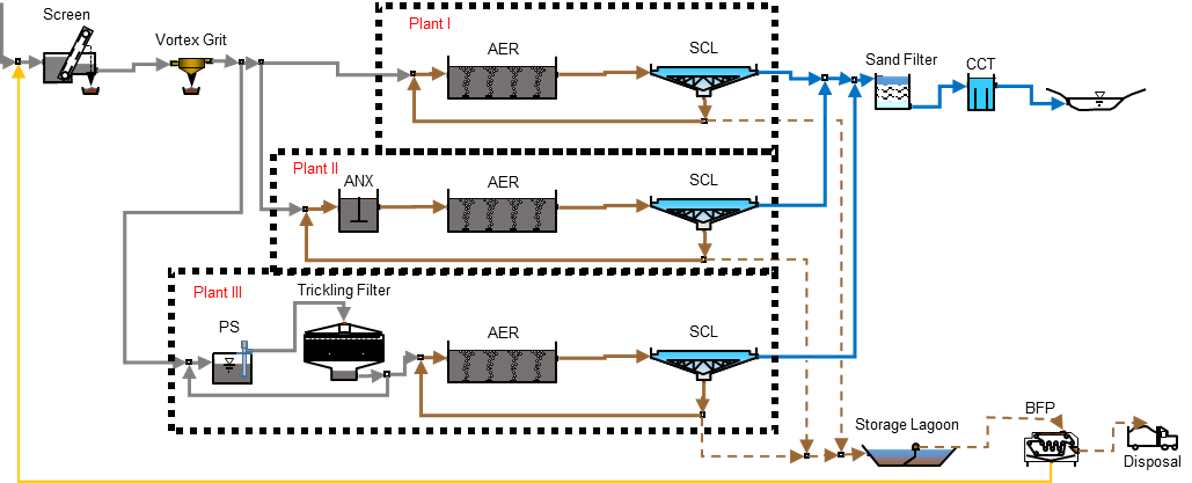 Screen
Vortex Grit
Plant I
AER
SCL
Sand Filter
CCT
Plant II
ANX
AER
SCL
Plant III
Trickling Filter
PS
AER
SCL
Storage Lagoon
BFP
Disposal